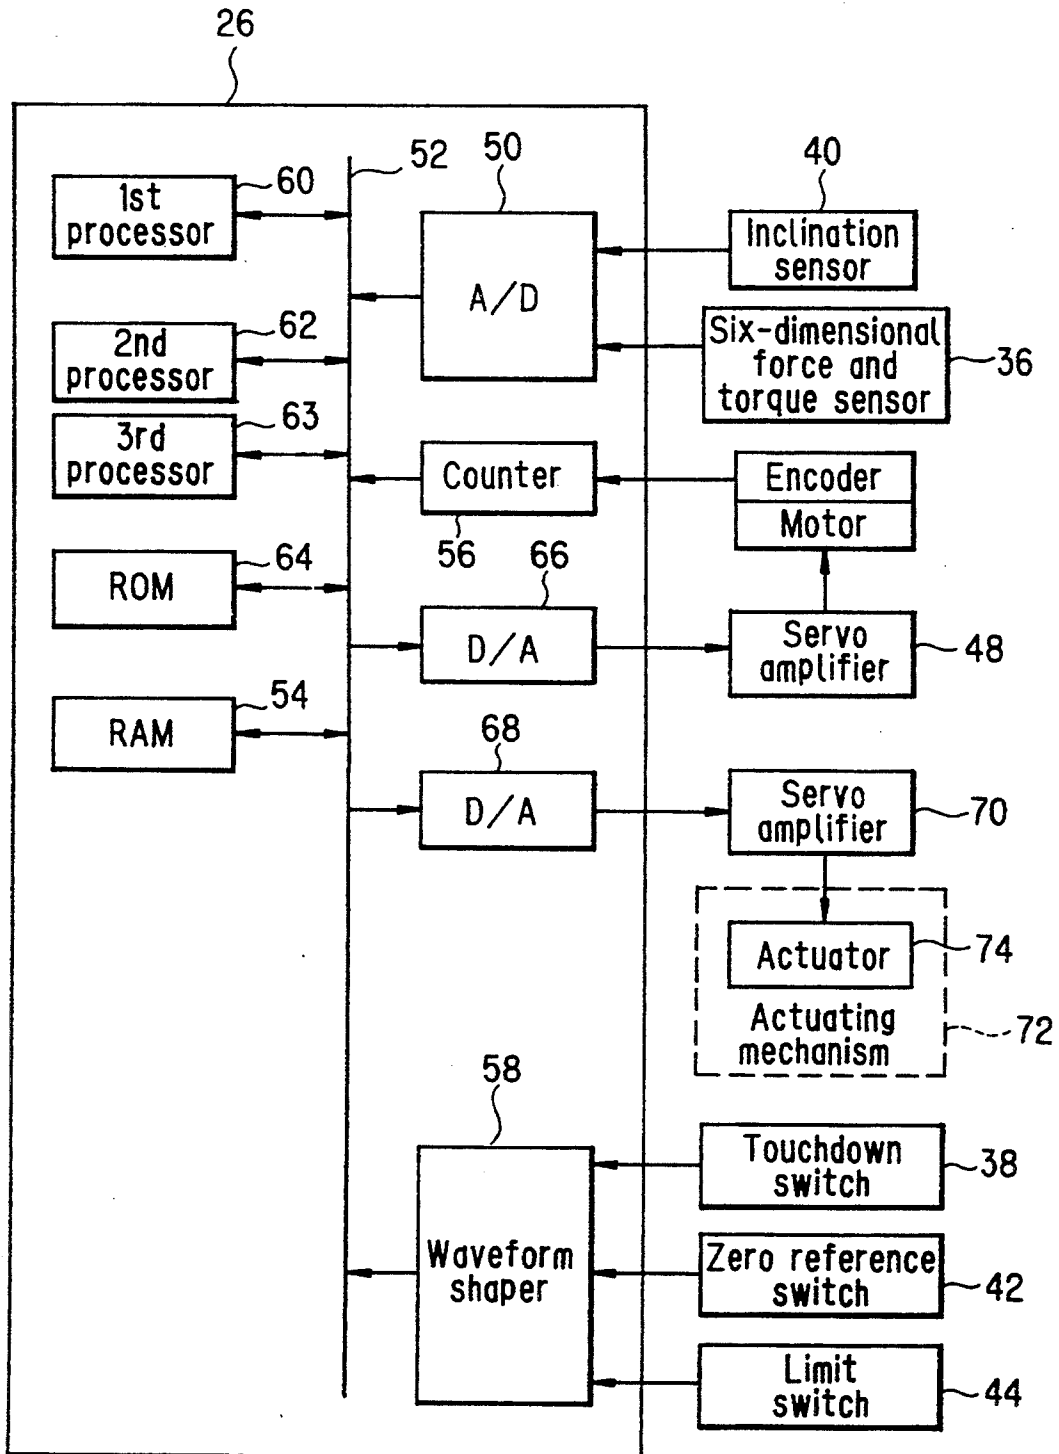 26
52
50
40
1st
processor
60
A/D
Inclination
sensor
2nd
processor
62
Six-dimensional
force and
torque sensor
36
3rd
processor
63
Counter
56
Encoder
Motor
ROM
64
66
D/A
Servo
amplifier
48
RAM
54
68
D/A
Servo
amplifier
70
Actuator
74
Actuating
mechanism
72
58
Waveform
shaper
Touchdown
switch
38
Zero reference
switch
42
Limit
switch
44